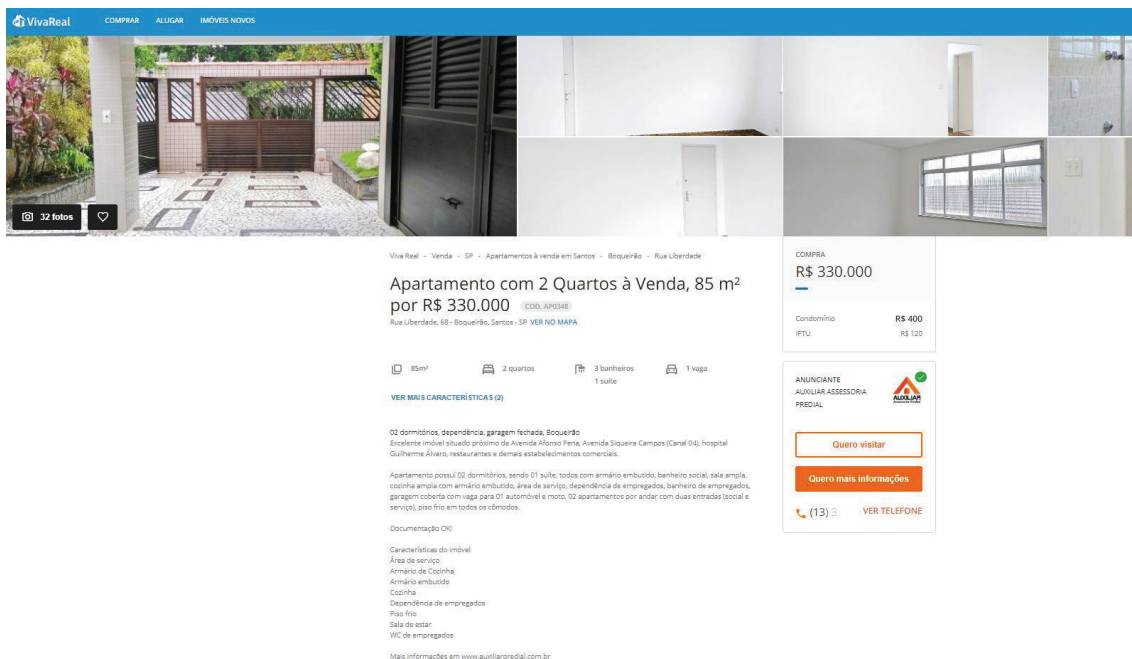 VivaReal
COMPRAR ALUGAR IMÓVEIS NOVOS
32 fotos
Viva Real - Venda - SP - Apartamentos à venda em Santos - Boqueirão - Rua Liberdade
Apartamento com 2 Quartos à Venda, 85 m²
por R$ 330.000 COD. AP0348
Rua Liberdade, 68 - Boqueirão, Santos - SP VER NO MAPA
85m² 2 quartos 3 banheiros 1 vaga
1 suíte
VER MAIS CARACTERÍSTICAS (2)
02 dormitórios, dependência, garagem fechada, Boqueirão
Excelente imóvel situado próximo da Avenida Afonso Pena, Avenida Siqueira Campos (Canal 04), hospital
Guilherme Álvaro, restaurantes e demais estabelecimentos comerciais.
Apartamento possui 02 dormitórios, sendo 01 suíte, todos com armário embutido, banheiro social, sala ampla,
cozinha ampla com armário embutido, área de serviço, dependência de empregados, banheiro de empregados,
garagem coberta com vaga para 01 automóvel e moto, 02 apartamentos por andar com duas entradas (social e
serviço), piso frio em todos os cômodos.
Documentação OK!
Características do imóvel
Área de serviço
Armário de Cozinha
Armário embutido
Cozinha
Dependência de empregados
Piso frio
Sala de estar
WC de empregados
Mais informações em www.auxiliarpredial.com.br
COMPRA
R$ 330.000
Condomínio R$ 400
IPTU R$ 120
ANUNCIANTE
AUXILIAR ASSESSORIA
PREDIAL
AUXILIAR
Quero visitar
Quero mais informações
(13) 3 VER TELEFONE